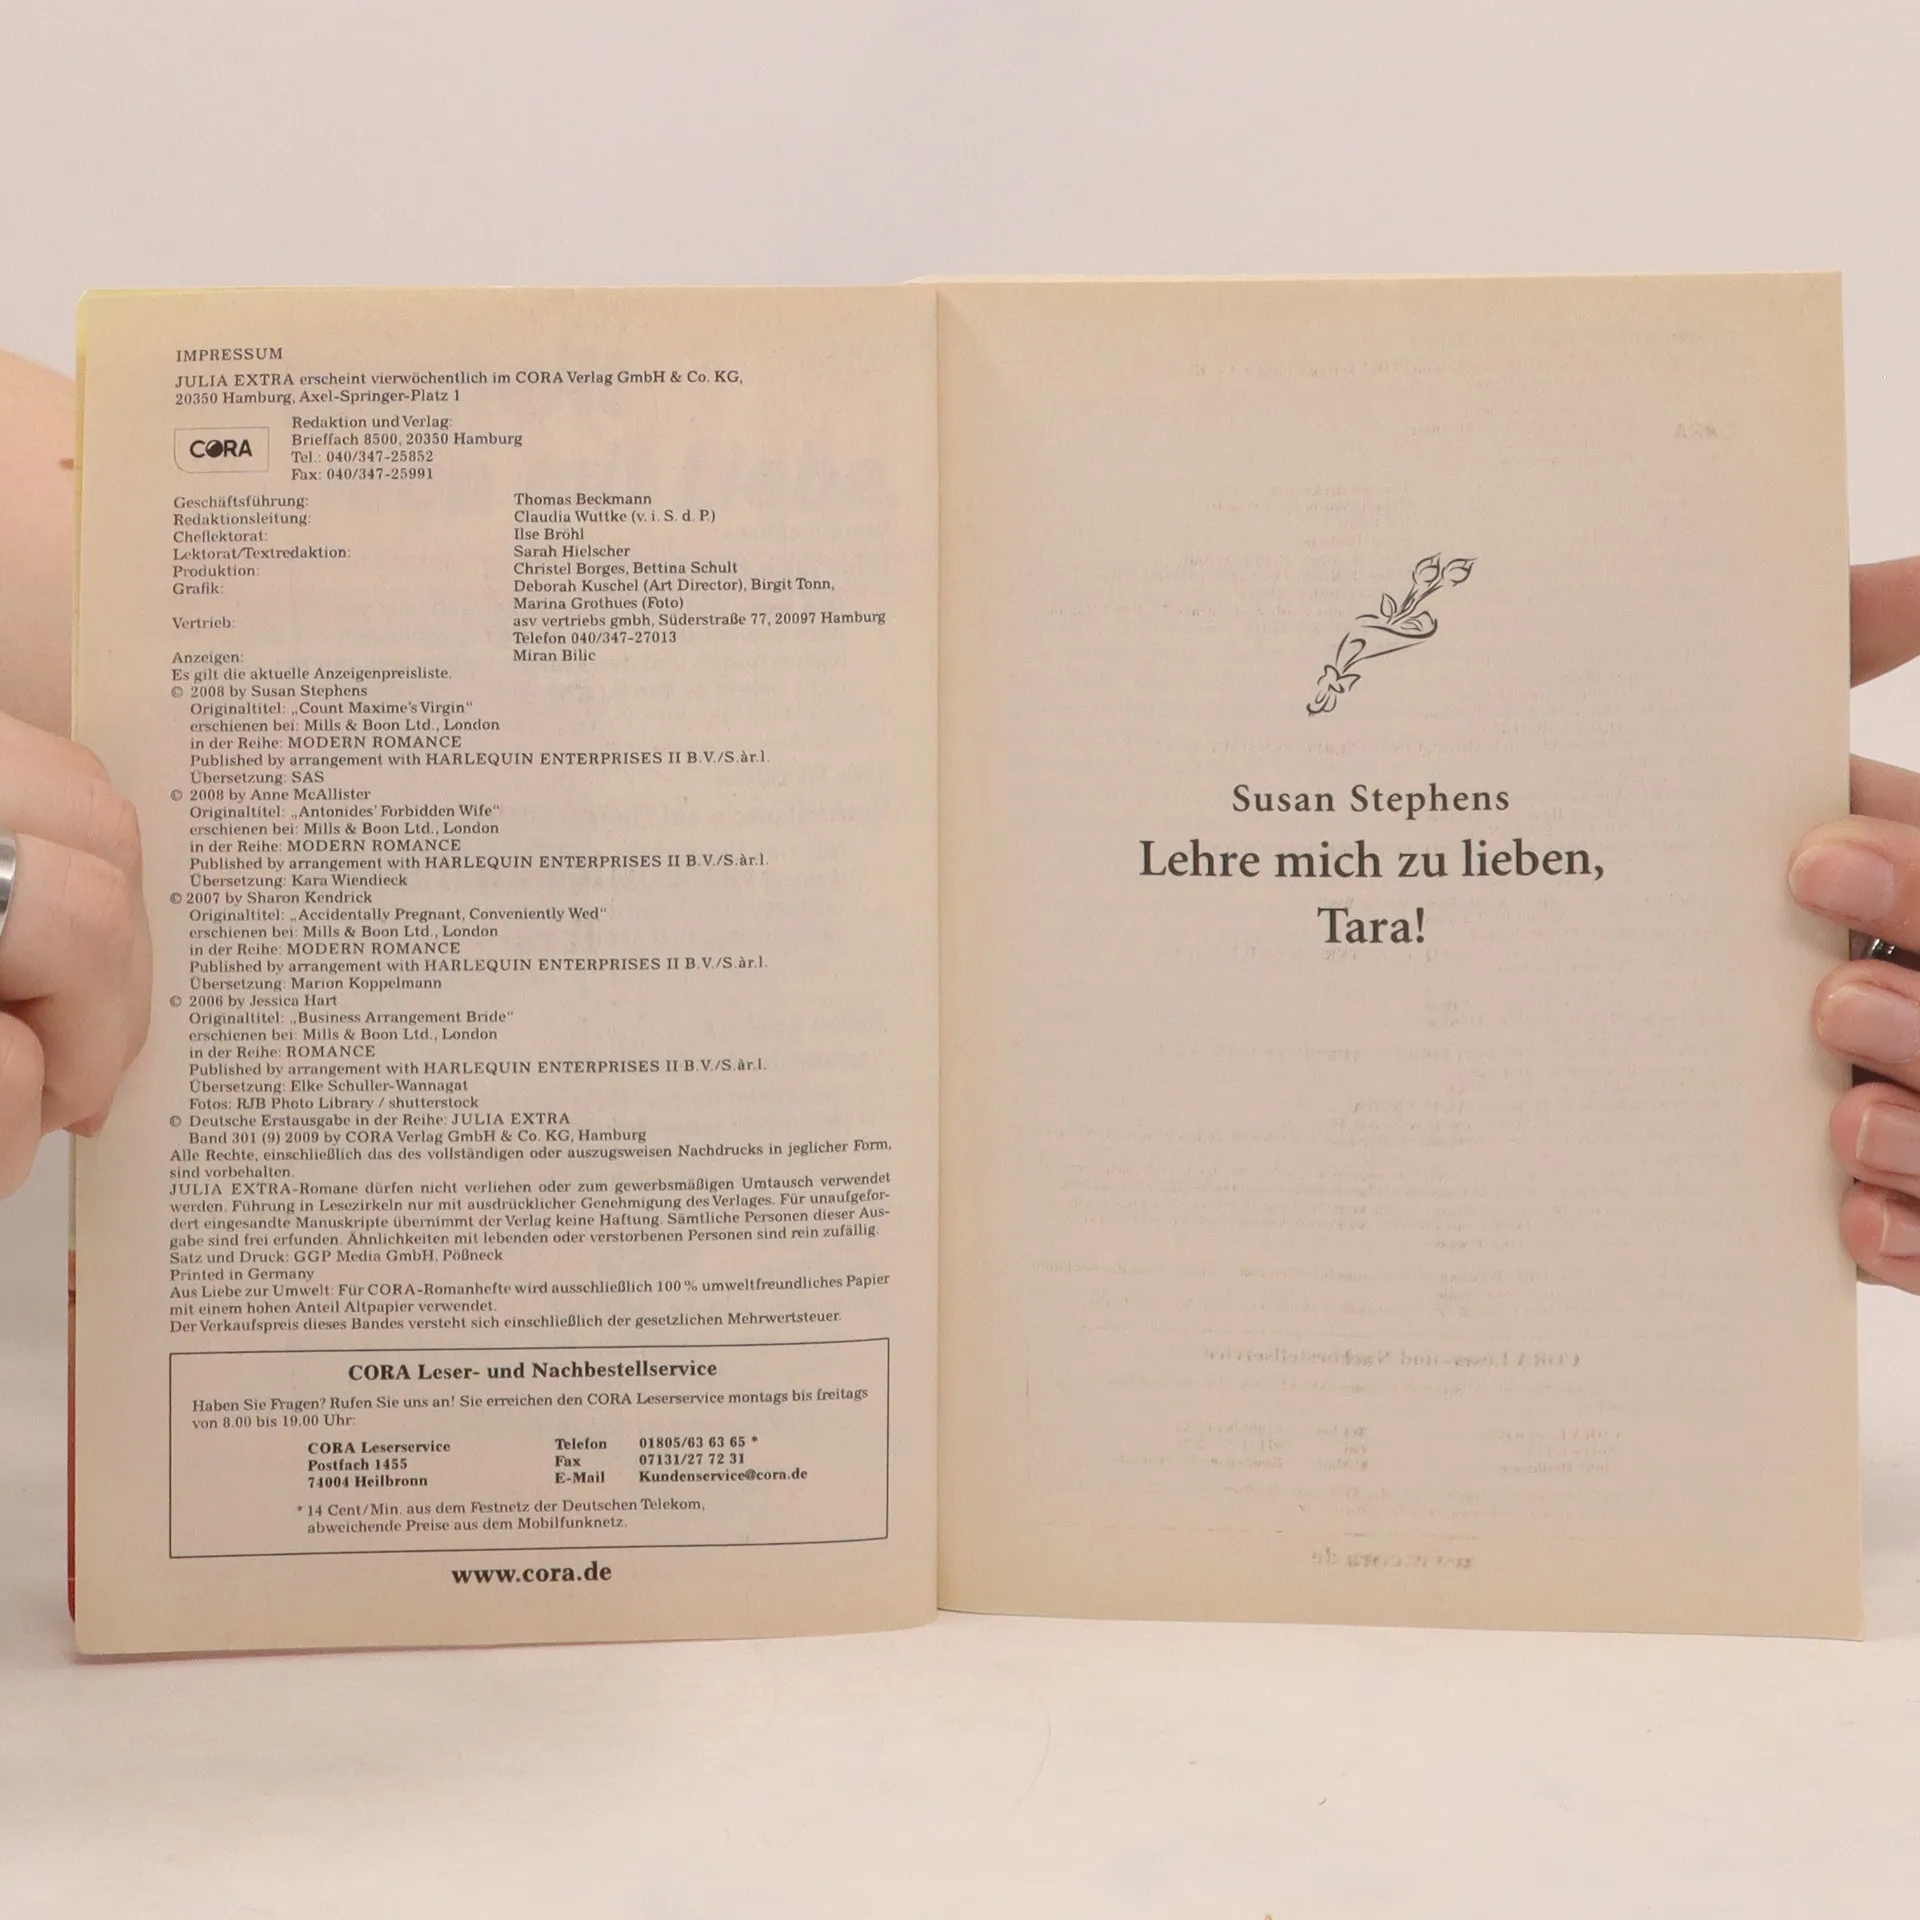 IMPRESSUM
JULIA EXTRA erscheint vierwöchentlich im CORA Verlag GmbH & Co. KG,
20350 Hamburg, Axel-Springer-Platz 1
CORA
Redaktion und Verlag:
Brieffach 8500, 20350 Hamburg
Tel.: 040/347-25852
Fax: 040/347-25991
Geschäftsführung: Thomas Beckmann
Redaktionsleitung: Claudia Wuttke (v. i. S. d. P.)
Cheflektorat: Ilse Bröhl
Lektorat/Textredaktion: Sarah Hielscher
Produktion: Christel Borges, Bettina Schult
Grafik: Deborah Kuschel (Art Director), Birgit Tonn,
Marina Grothues (Foto)
Vertrieb: asv vertriebs gmbh, Süderstraße 77, 20097 Hamburg
Telefon 040/347-27013
Anzeigen: Miran Bilic
Es gilt die aktuelle Anzeigenpreisliste.
© 2008 by Susan Stephens
Originaltitel: „Count Maxime's Virgin“
erschienen bei: Mills & Boon Ltd., London
in der Reihe: MODERN ROMANCE
Published by arrangement with HARLEQUIN ENTERPRISES II B.V./S.àr.l.
Übersetzung: SAS
© 2008 by Anne McAllister
Originaltitel: „Antonides' Forbidden Wife“
erschienen bei: Mills & Boon Ltd., London
in der Reihe: MODERN ROMANCE
Published by arrangement with HARLEQUIN ENTERPRISES II B.V./S.àr.l.
Übersetzung: Kara Wiendieck
© 2007 by Sharon Kendrick
Originaltitel: „Accidentally Pregnant, Conveniently Wed“
erschienen bei: Mills & Boon Ltd., London
in der Reihe: MODERN ROMANCE
Published by arrangement with HARLEQUIN ENTERPRISES II B.V./S.àr.l.
Übersetzung: Marion Koppelmann
© 2006 by Jessica Hart
Originaltitel: „Business Arrangement Bride“
erschienen bei: Mills & Boon Ltd., London
in der Reihe: ROMANCE
Published by arrangement with HARLEQUIN ENTERPRISES II B.V./S.àr.l.
Übersetzung: Elke Schuller-Wannagat
Fotos: RJB Photo Library / shutterstock
© Deutsche Erstausgabe in der Reihe: JULIA EXTRA
Band 301 (9) 2009 by CORA Verlag GmbH & Co. KG, Hamburg
Alle Rechte, einschließlich das des vollständigen oder auszugsweisen Nachdrucks in jeglicher Form,
sind vorbehalten.
JULIA EXTRA-Romane dürfen nicht verliehen oder zum gewerbsmäßigen Umtausch verwendet
werden. Führung in Lesezirkeln nur mit ausdrücklicher Genehmigung des Verlages. Für unaufgefor-
dert eingesandte Manuskripte übernimmt der Verlag keine Haftung. Sämtliche Personen dieser Aus-
gabe sind frei erfunden. Ähnlichkeiten mit lebenden oder verstorbenen Personen sind rein zufällig.
Satz und Druck: GGP Media GmbH, Pößneck
Printed in Germany
Aus Liebe zur Umwelt: Für CORA-Romanhefte wird ausschließlich 100 % umweltfreundliches Papier
mit einem hohen Anteil Altpapier verwendet.
Der Verkaufspreis dieses Bandes versteht sich einschließlich der gesetzlichen Mehrwertsteuer.
CORA Leser- und Nachbestellservice
Haben Sie Fragen? Rufen Sie uns an! Sie erreichen den CORA Leserservice montags bis freitags
von 8.00 bis 19.00 Uhr:
CORA Leserservice Telefon 01805/63 63 65 *
Postfach 1455 Fax 07131/27 72 31
74004 Heilbronn E-Mail Kundenservice@cora.de
* 14 Cent/Min. aus dem Festnetz der Deutschen Telekom,
abweichende Preise aus dem Mobilfunknetz.
www.cora.de
Susan Stephens
Lehre mich zu lieben,
Tara!